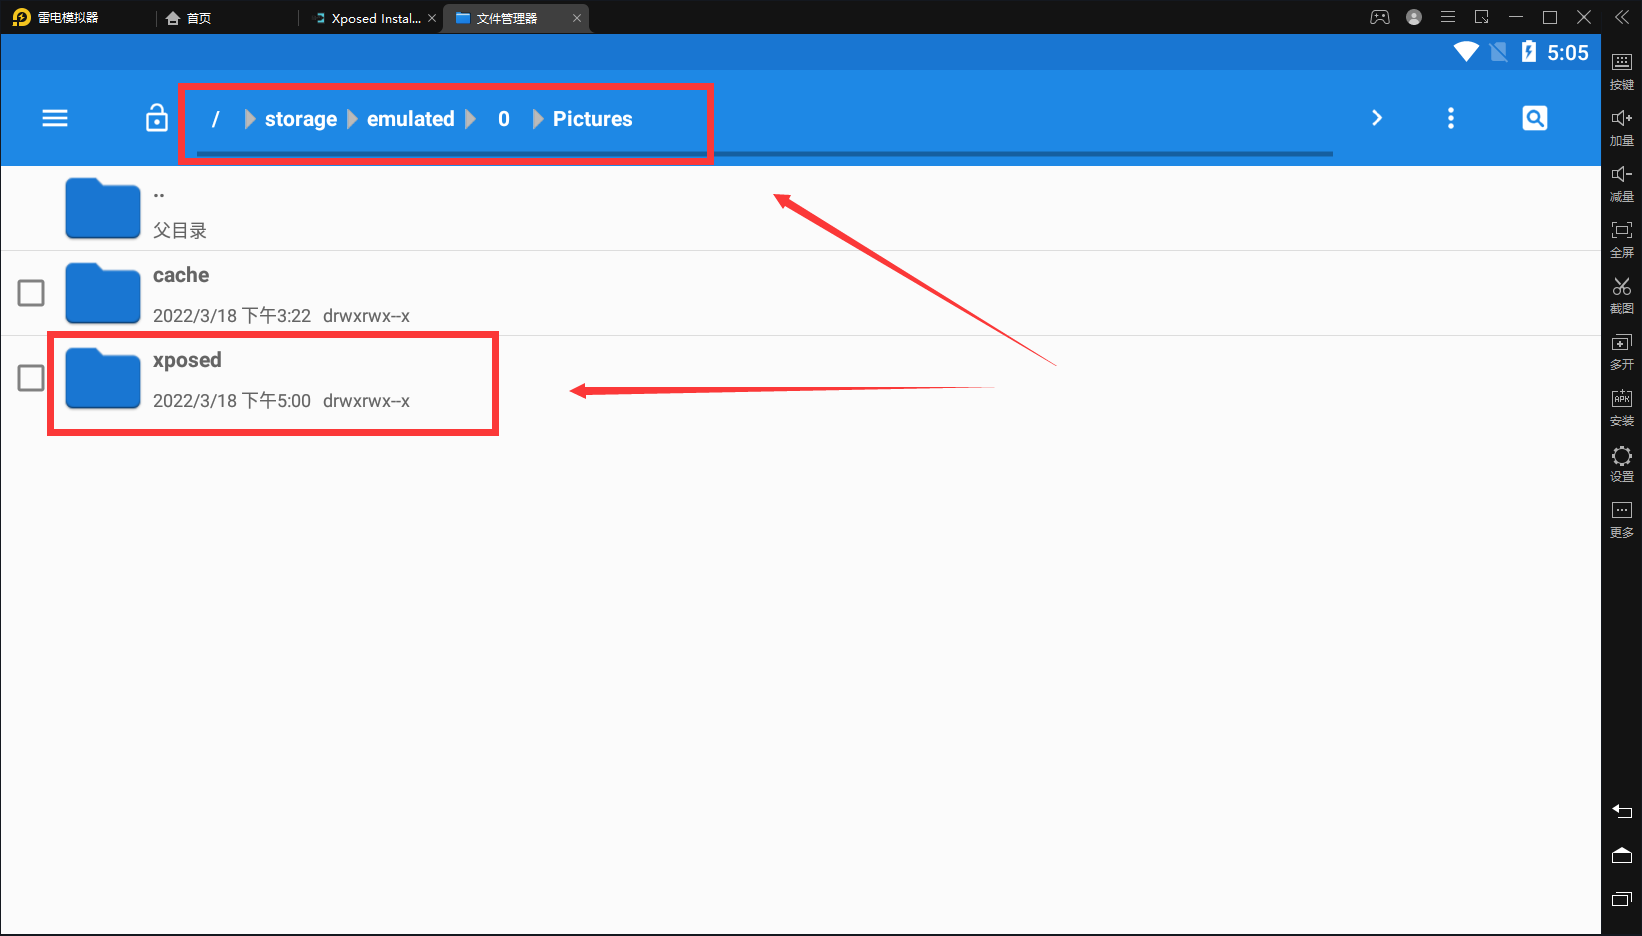 雷电模拟器
首页
Xposed Instal...
文件管理器
5:05
/ storage emulated 0 Pictures
..
父目录
cache
2022/3/18 下午3:22 drwxrwx--x
xposed
2022/3/18 下午5:00 drwxrwx--x
按键
加量
减量
全屏
截图
多开
APK
安装
设置
更多